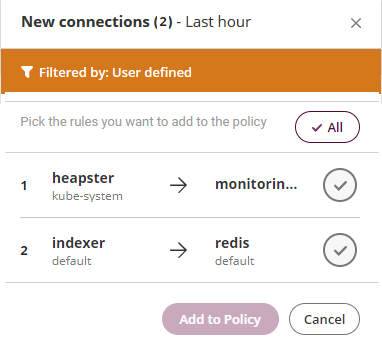 New connections (2) - Last hour
Filtered by: User defined
Pick the rules you want to add to the policy
All
1 heapster monitorin...
kube-system
2 indexer redis
default default
Add to Policy Cancel